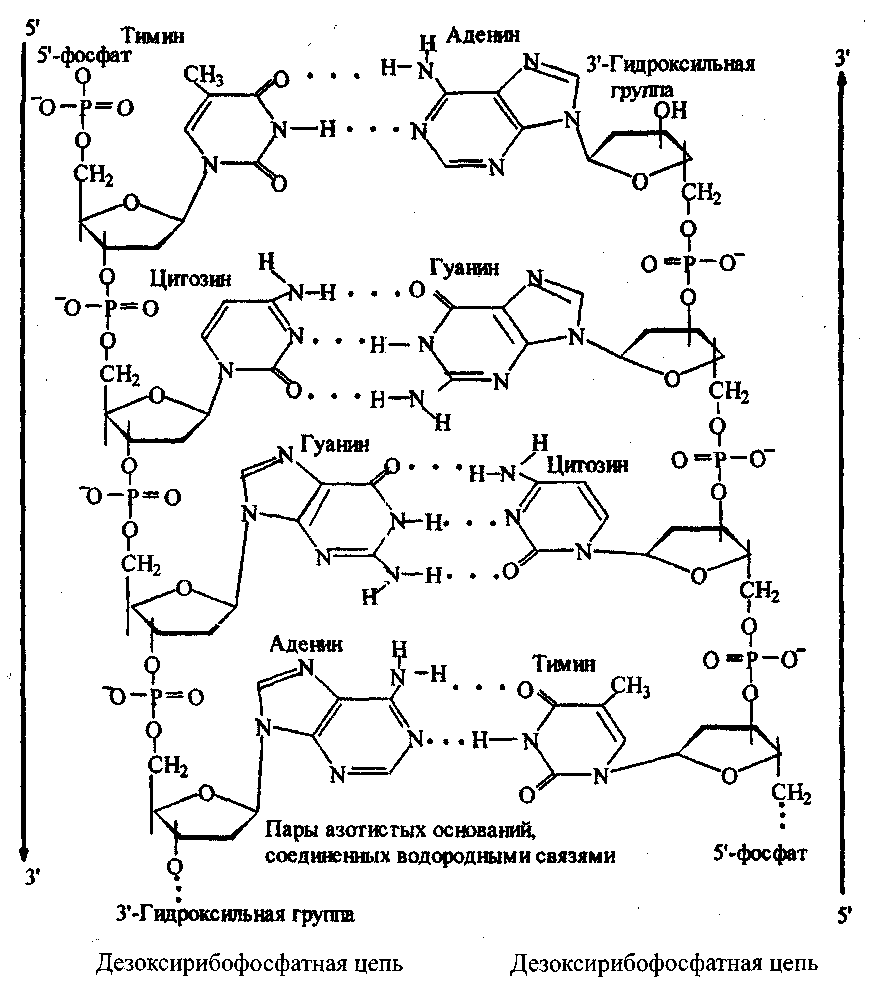 5'
Тимин
Аденин
5'-фосфат
3'-Гидроксильная
группа
3'
O
⁻O–P=O
O
CH₂
O
CH₃
O
N–H
O
N
H
H–N
N
N
N
N
OH
O
CH₂
O
O=P–O⁻
O
Цитозин
Гуанин
O
⁻O–P=O
O
CH₂
O
H
N–H
N
O
N
O
H–N
H–N
H
N
N
N
O
CH₂
O
O=P–O⁻
O
Гуанин
Цитозин
O
⁻O–P=O
O
CH₂
O
N
N
O
N–H
N
N–H
H
H
H–N
N
O
N
O
CH₂
O
O=P–O⁻
O
Аденин
Тимин
O
⁻O–P=O
O
CH₂
O
N
N
H
N–H
N
N
O
CH₃
H–N
O
N
O
CH₂
O
Пары азотистых оснований,
соединенных водородными связями
5'-фосфат
3'
3'-Гидроксильная группа
5'
Дезоксирибофосфатная цепь
Дезоксирибофосфатная цепь